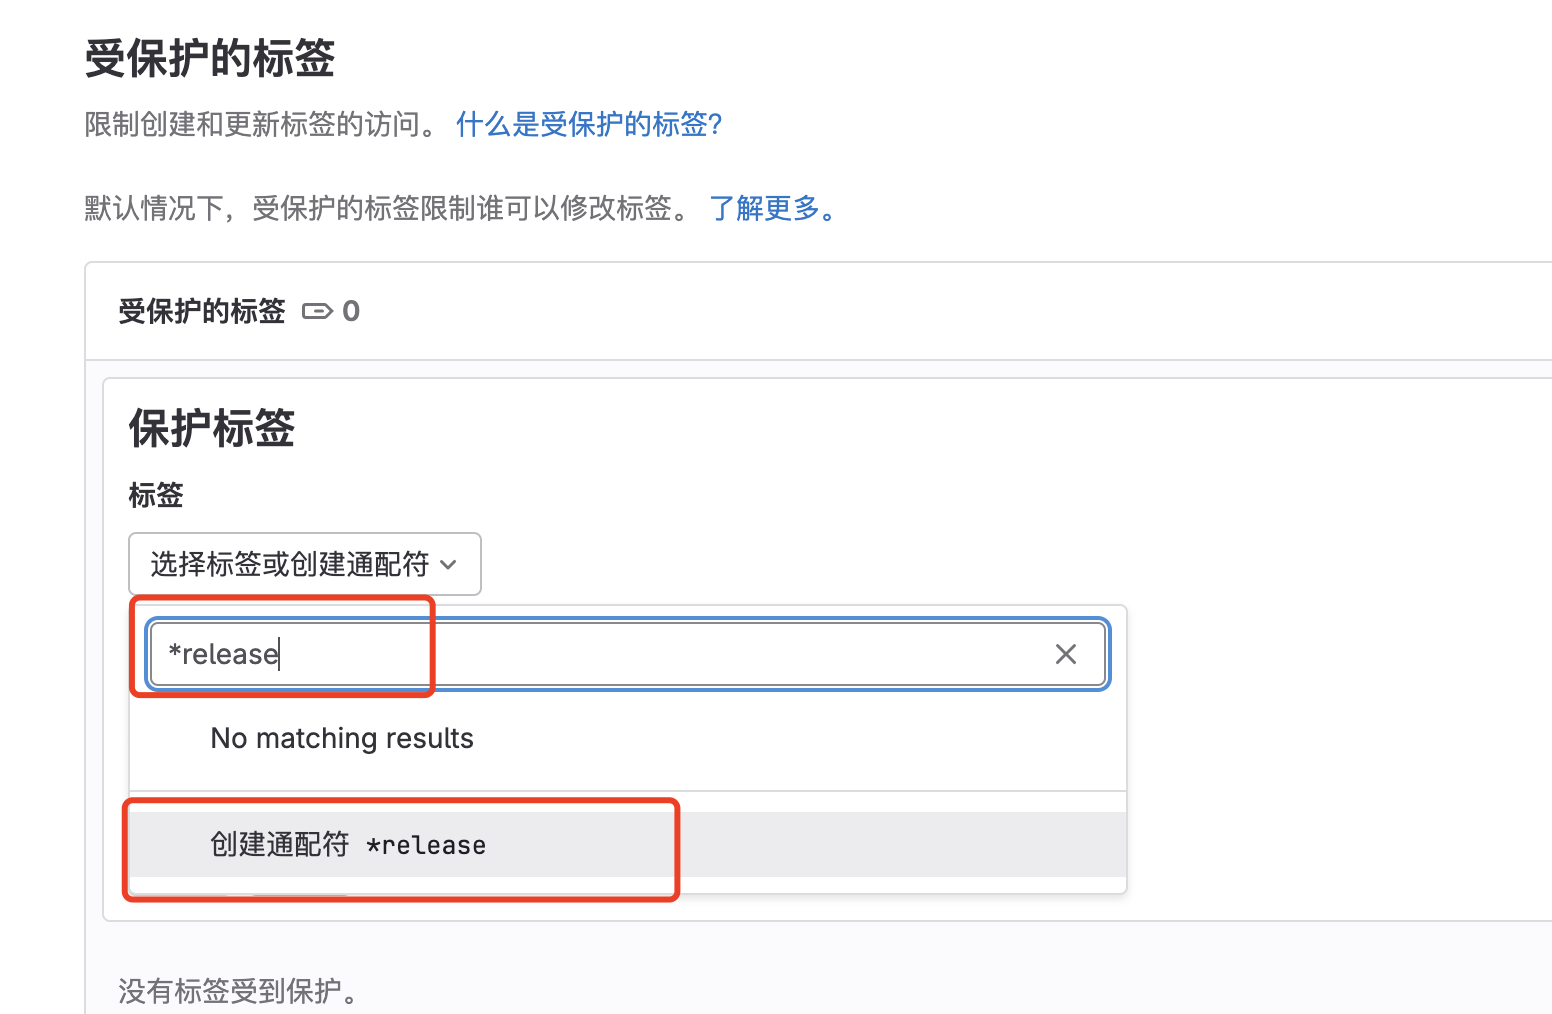 受保护的标签
限制创建和更新标签的访问。 什么是受保护的标签?
默认情况下，受保护的标签限制谁可以修改标签。 了解更多。
受保护的标签 0
保护标签
标签
选择标签或创建通配符
*release
No matching results
创建通配符 *release
没有标签受到保护。